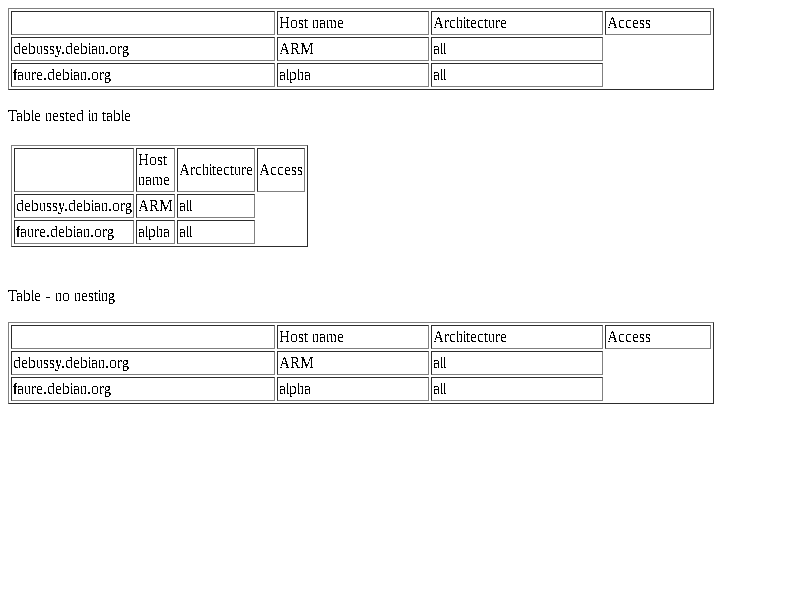 Host name Architecture Access
debussy.debian.org ARM all
faure.debian.org alpha all
Table nested in table
Host name Architecture Access
debussy.debian.org ARM all
faure.debian.org alpha all
Table - no nesting
Host name Architecture Access
debussy.debian.org ARM all
faure.debian.org alpha all